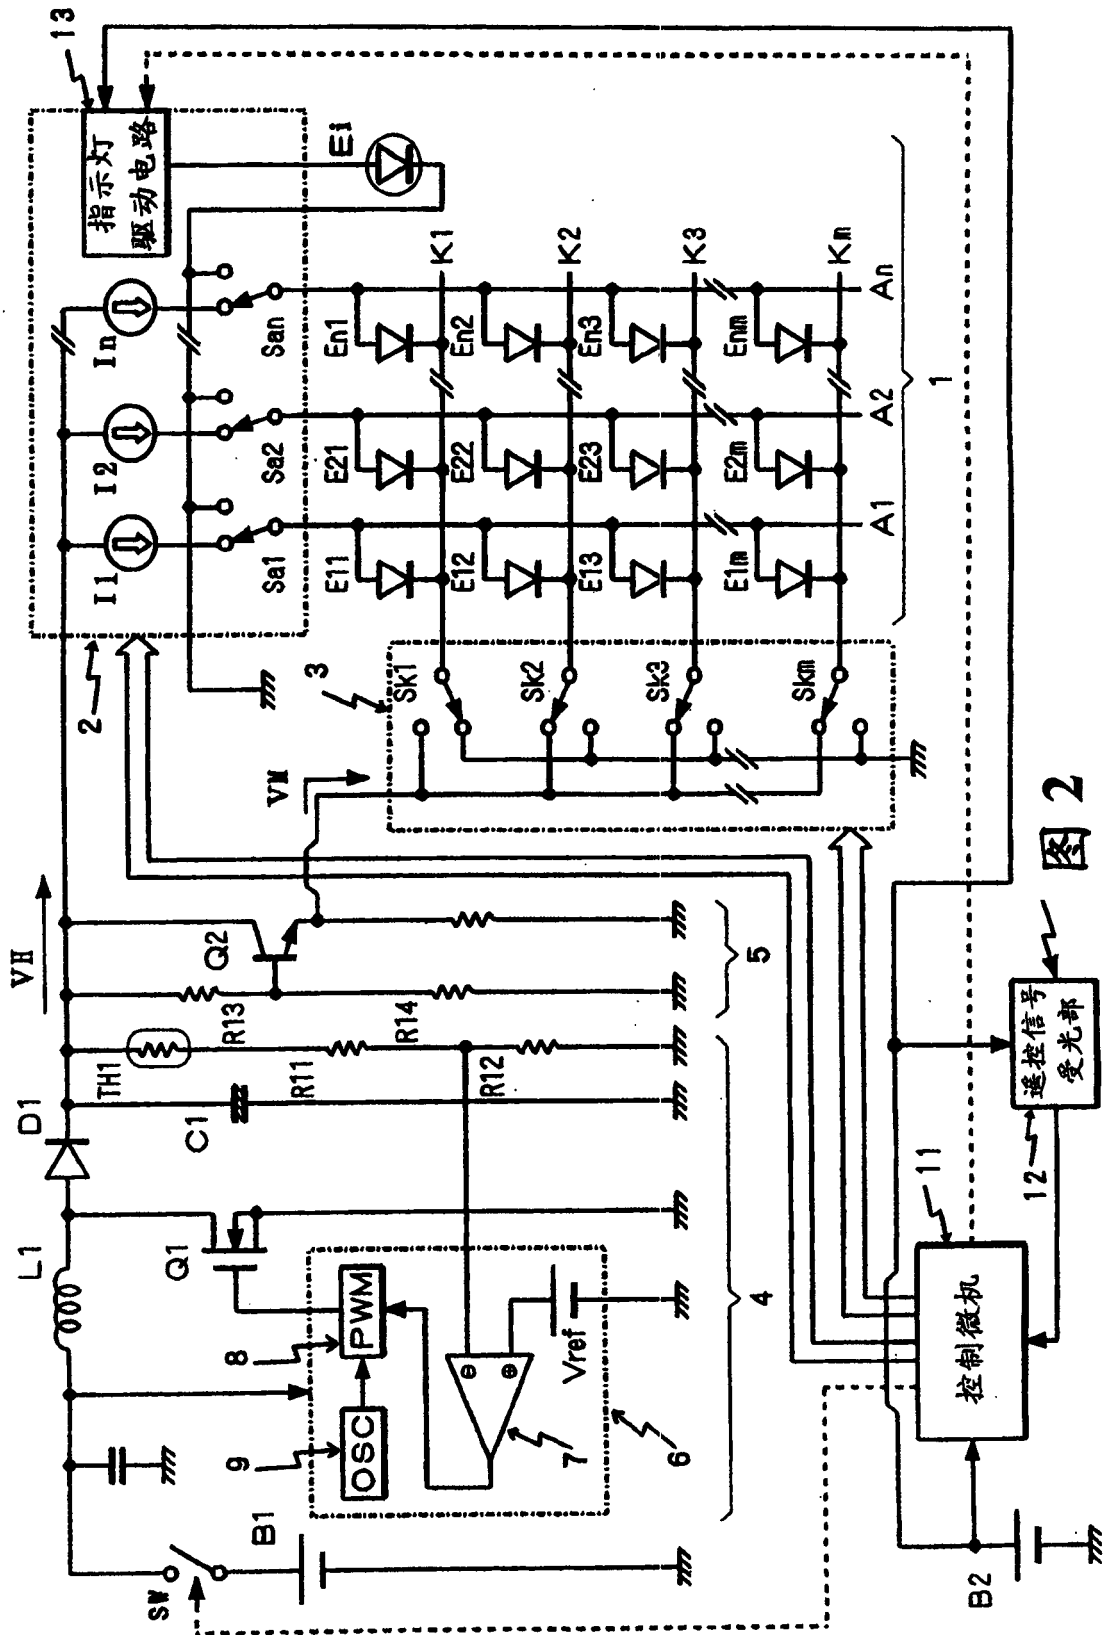 13
指示灯
驱动电路
Ei
I1
I2
In
Sa1
Sa2
San
2
VH
VM
3
Sk1
Sk2
Sk3
Skm
E11
E21
En1
K1
E12
E22
En2
K2
E13
E23
En3
K3
E1m
E2m
Enm
Km
A1
A2
An
1
SW
B1
L1
D1
Q1
C1
TH1
R11
R12
R13
R14
Q2
9
OSC
8
PWM
7
Vref
6
4
5
B2
控制微机
11
12
遥控信号
受光部
图2